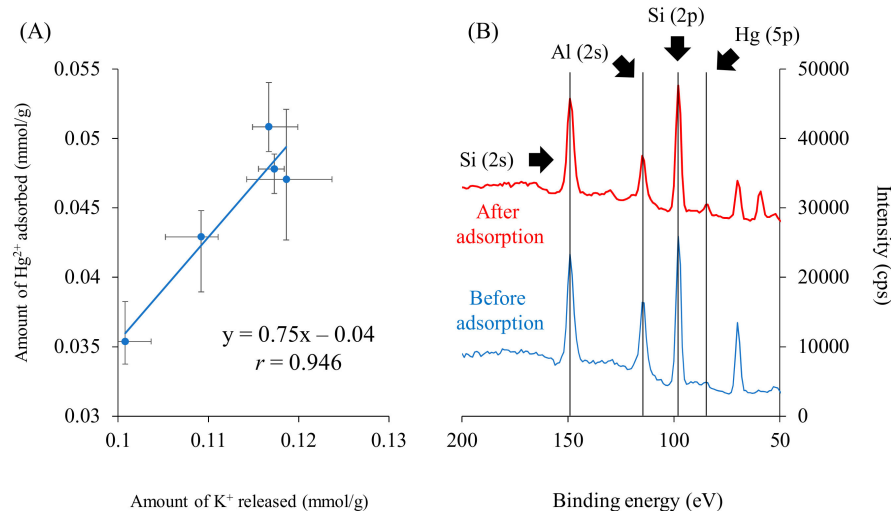 (A)
0.055
0.05
0.045
0.04
0.035
0.03
0.1
0.11
0.12
0.13
Amount of Hg²⁺ adsorbed (mmol/g)
y = 0.75x – 0.04
r = 0.946
Amount of K⁺ released (mmol/g)
(B)
Si (2p)
Al (2s)
Hg (5p)
Si (2s)
After
adsorption
Before
adsorption
50000
40000
30000
20000
10000
0
200
150
100
50
Intensity (cps)
Binding energy (eV)